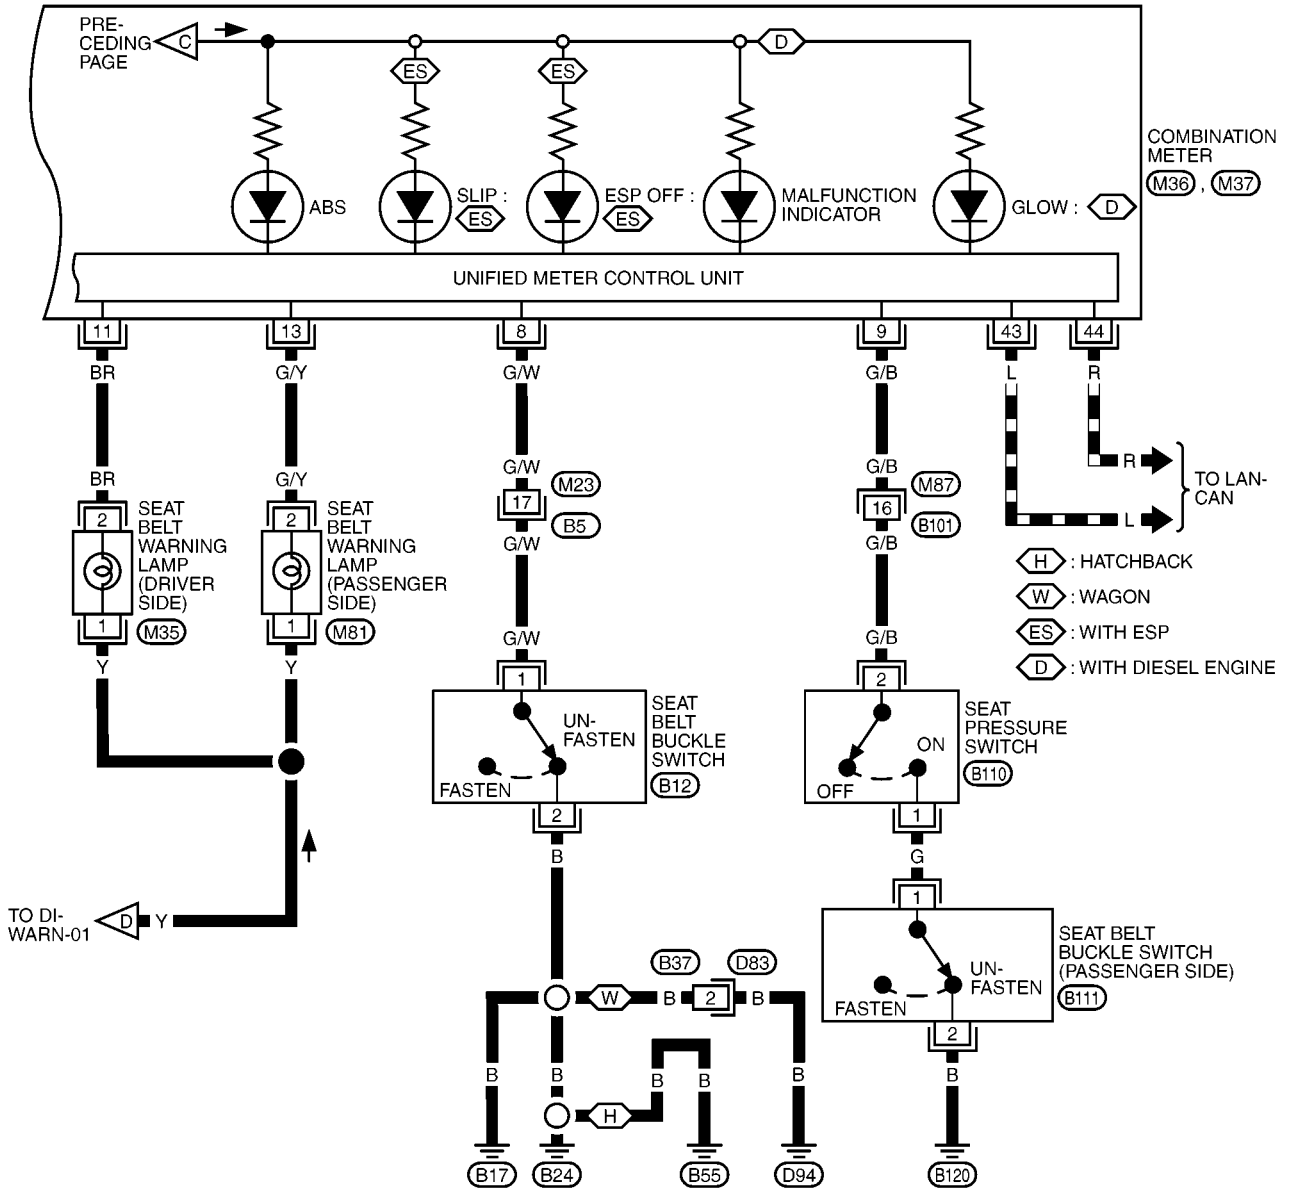 PRE-
CEDING
PAGE
C
D
ES
ES
COMBINATION
METER
M36 , M37
ABS
SLIP :
ES
ESP OFF :
ES
MALFUNCTION
INDICATOR
GLOW : D
UNIFIED METER CONTROL UNIT
11 13 8 9 43 44
BR G/Y G/W G/B L R
R
TO LAN-
CAN
L
BR G/Y G/W G/B
17
M23
B5
16
M87
B101
G/W G/B
2
SEAT
BELT
WARNING
LAMP
(DRIVER
SIDE)
1
M35
2
SEAT
BELT
WARNING
LAMP
(PASSENGER
SIDE)
1
M81
H : HATCHBACK
W : WAGON
ES : WITH ESP
D : WITH DIESEL ENGINE
Y Y G/W G/B
1
UN-
FASTEN
FASTEN
SEAT
BELT
BUCKLE
SWITCH
B12
2
2
ON
OFF
SEAT
PRESSURE
SWITCH
B110
1
B G
1
UN-
FASTEN
FASTEN
SEAT BELT
BUCKLE SWITCH
(PASSENGER SIDE)
B111
2
TO DI-
WARN-01
D Y
B37 D83
W B 2 B
B B B B B B
H
B17 B24 B55 D94 B120